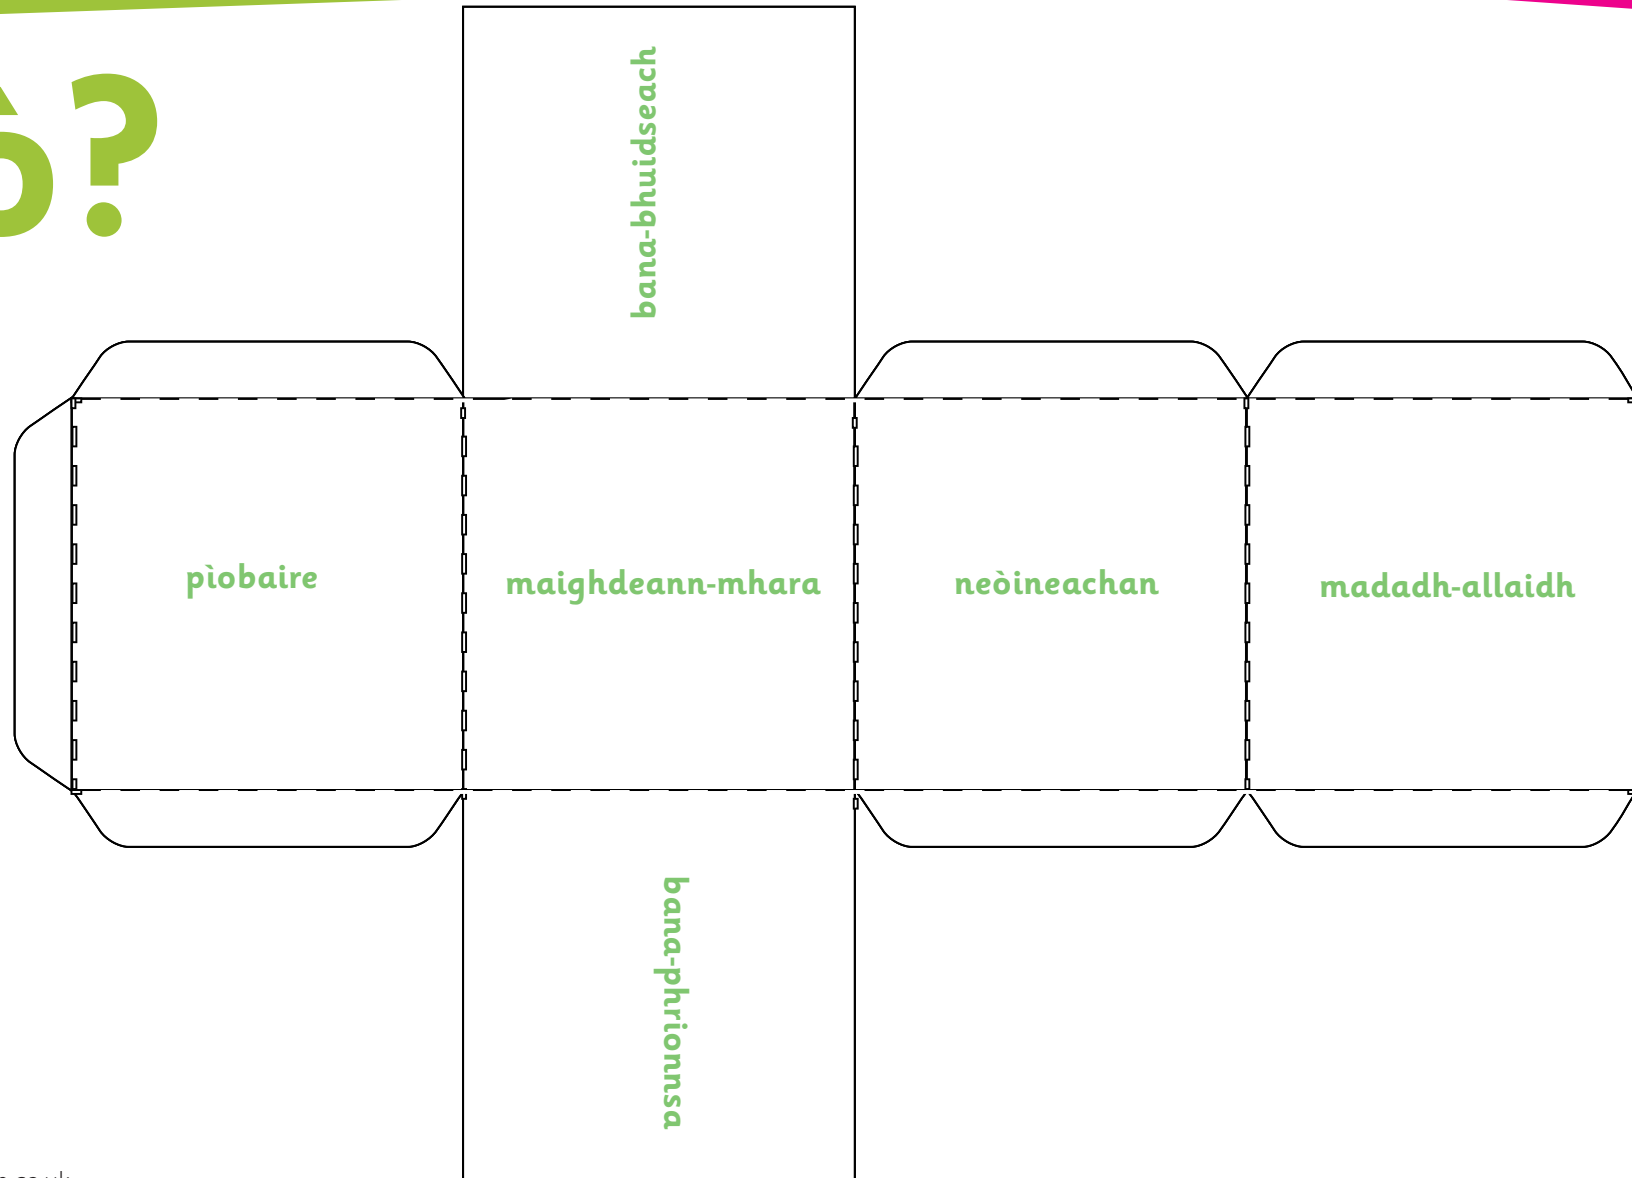 ò?
bana-bhuidseach
pìobaire
maighdeann-mhara
neòineachan
madadh-allaidh
bana-phrionnsa